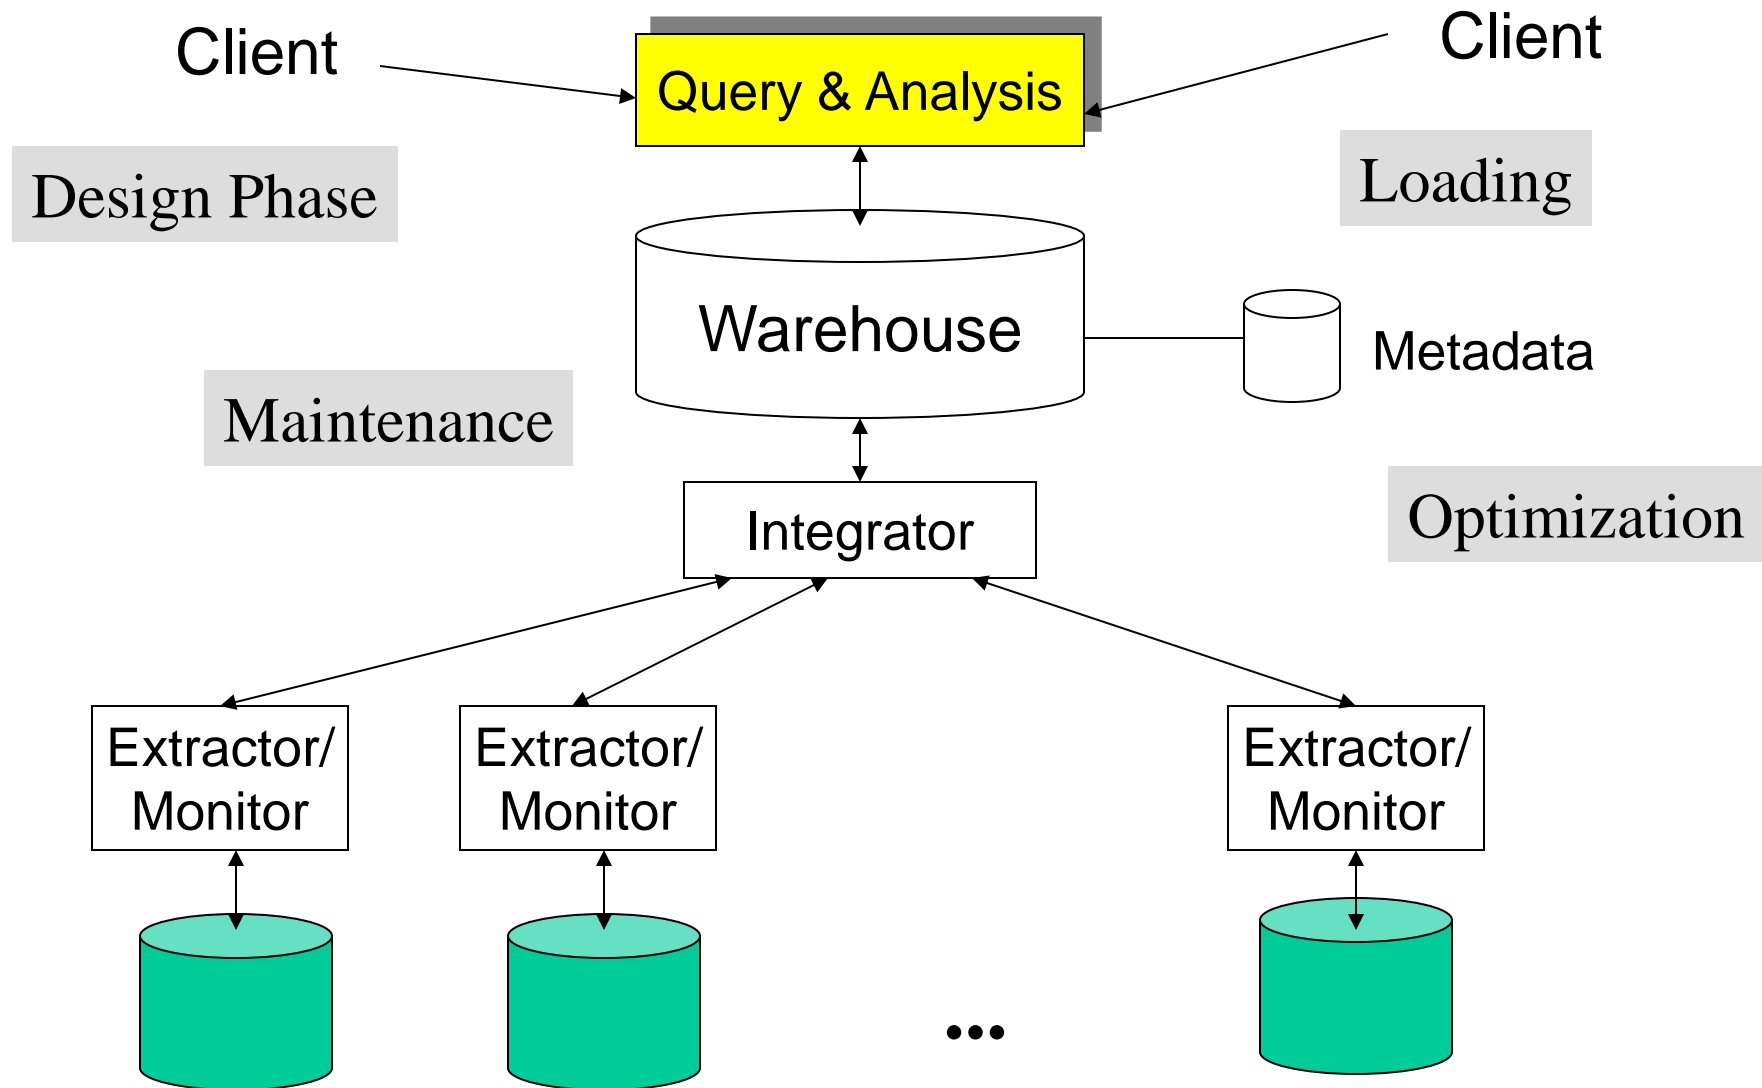 Client
Client
Query & Analysis
Design Phase
Loading
Warehouse
Metadata
Maintenance
Integrator
Optimization
Extractor/
Monitor
Extractor/
Monitor
Extractor/
Monitor
...